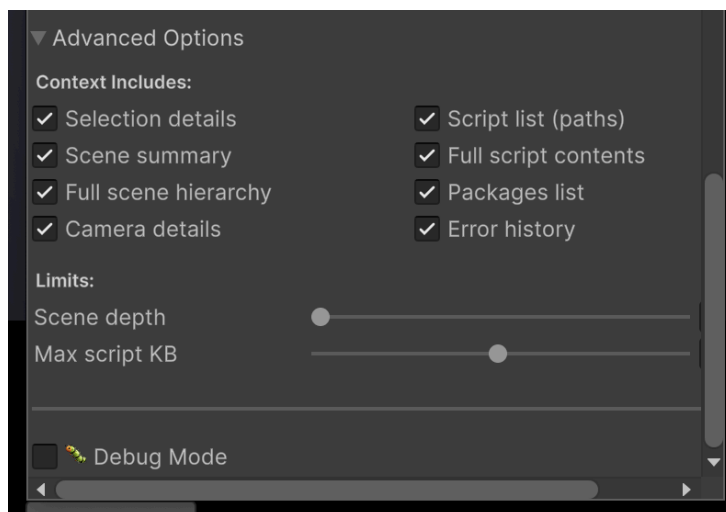 Advanced Options
Context Includes:
Selection details
Script list (paths)
Scene summary
Full script contents
Full scene hierarchy
Packages list
Camera details
Error history
Limits:
Scene depth
Max script KB
Debug Mode